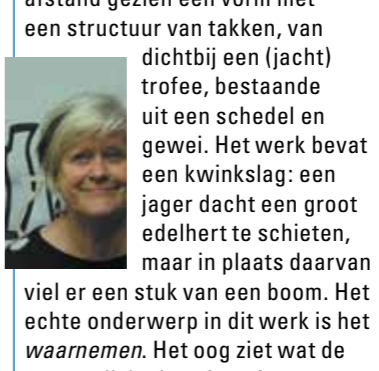 een structuur van takken, van
dichtbij een (jacht)
trofee, bestaande
uit een schedel en
gewei. Het werk bevat
een kwinkslag: een
jager dacht een groot
edelhert te schieten,
maar in plaats daarvan
viel er een stuk van een boom. Het
echte onderwerp in dit werk is het
waarnemen. Het oog ziet wat de